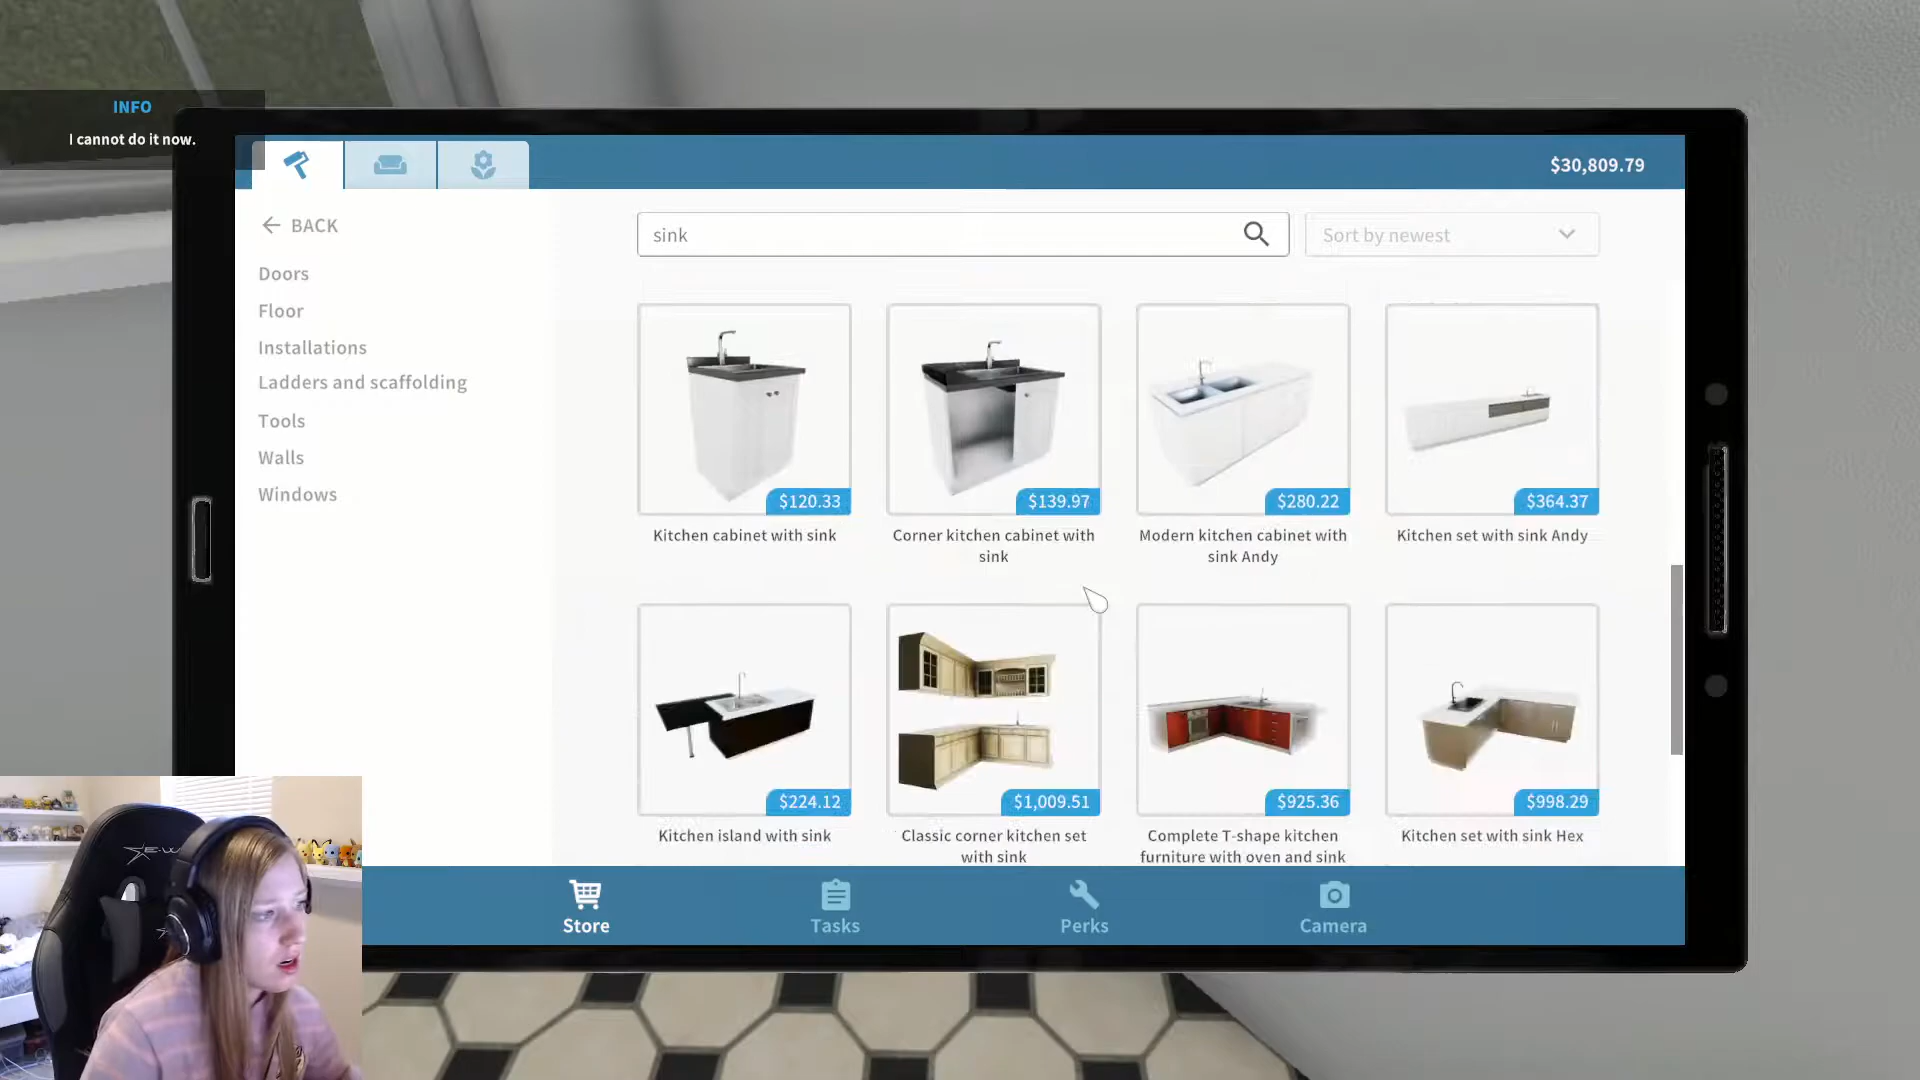 INFO
I cannot do it now.
$30,809.79
BACK
Doors
Floor
Installations
Ladders and scaffolding
Tools
Walls
Windows
sink
Sort by newest
$120.33
Kitchen cabinet with sink
$139.97
Corner kitchen cabinet with
sink
$280.22
Modern kitchen cabinet with
sink Andy
$364.37
Kitchen set with sink Andy
$224.12
Kitchen island with sink
$1,009.51
Classic corner kitchen set
with sink
$925.36
Complete T-shape kitchen
furniture with oven and sink
$998.29
Kitchen set with sink Hex
Store
Tasks
Perks
Camera